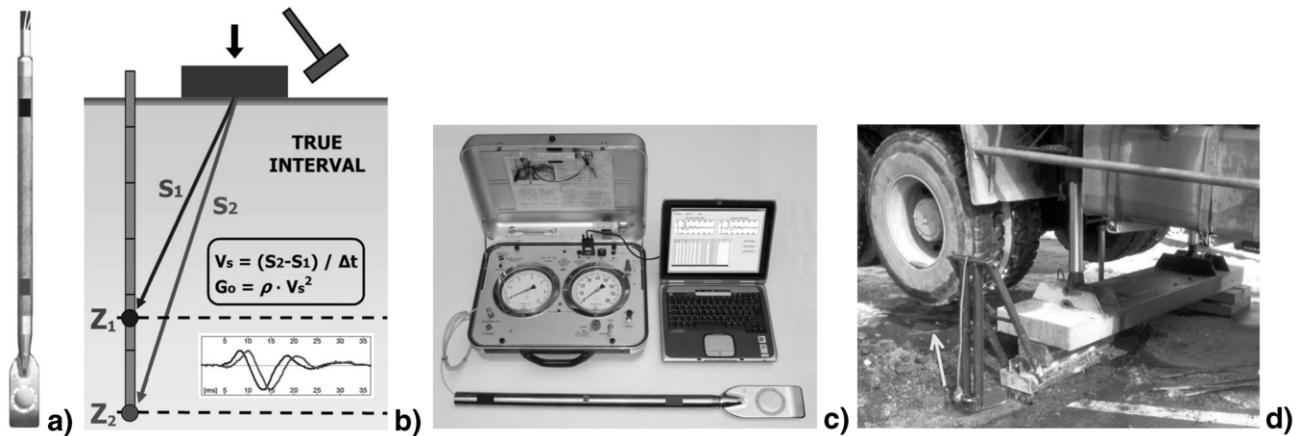 TRUE
INTERVAL
S₁
S₂
Vs = (S₂-S₁) / Δt
G₀ = ρ · Vs²
Z₁
5 10 15 20 25 30 35
[ms] 5 10 15 20 25 30 35
Z₂
a)
b)
c)
d)